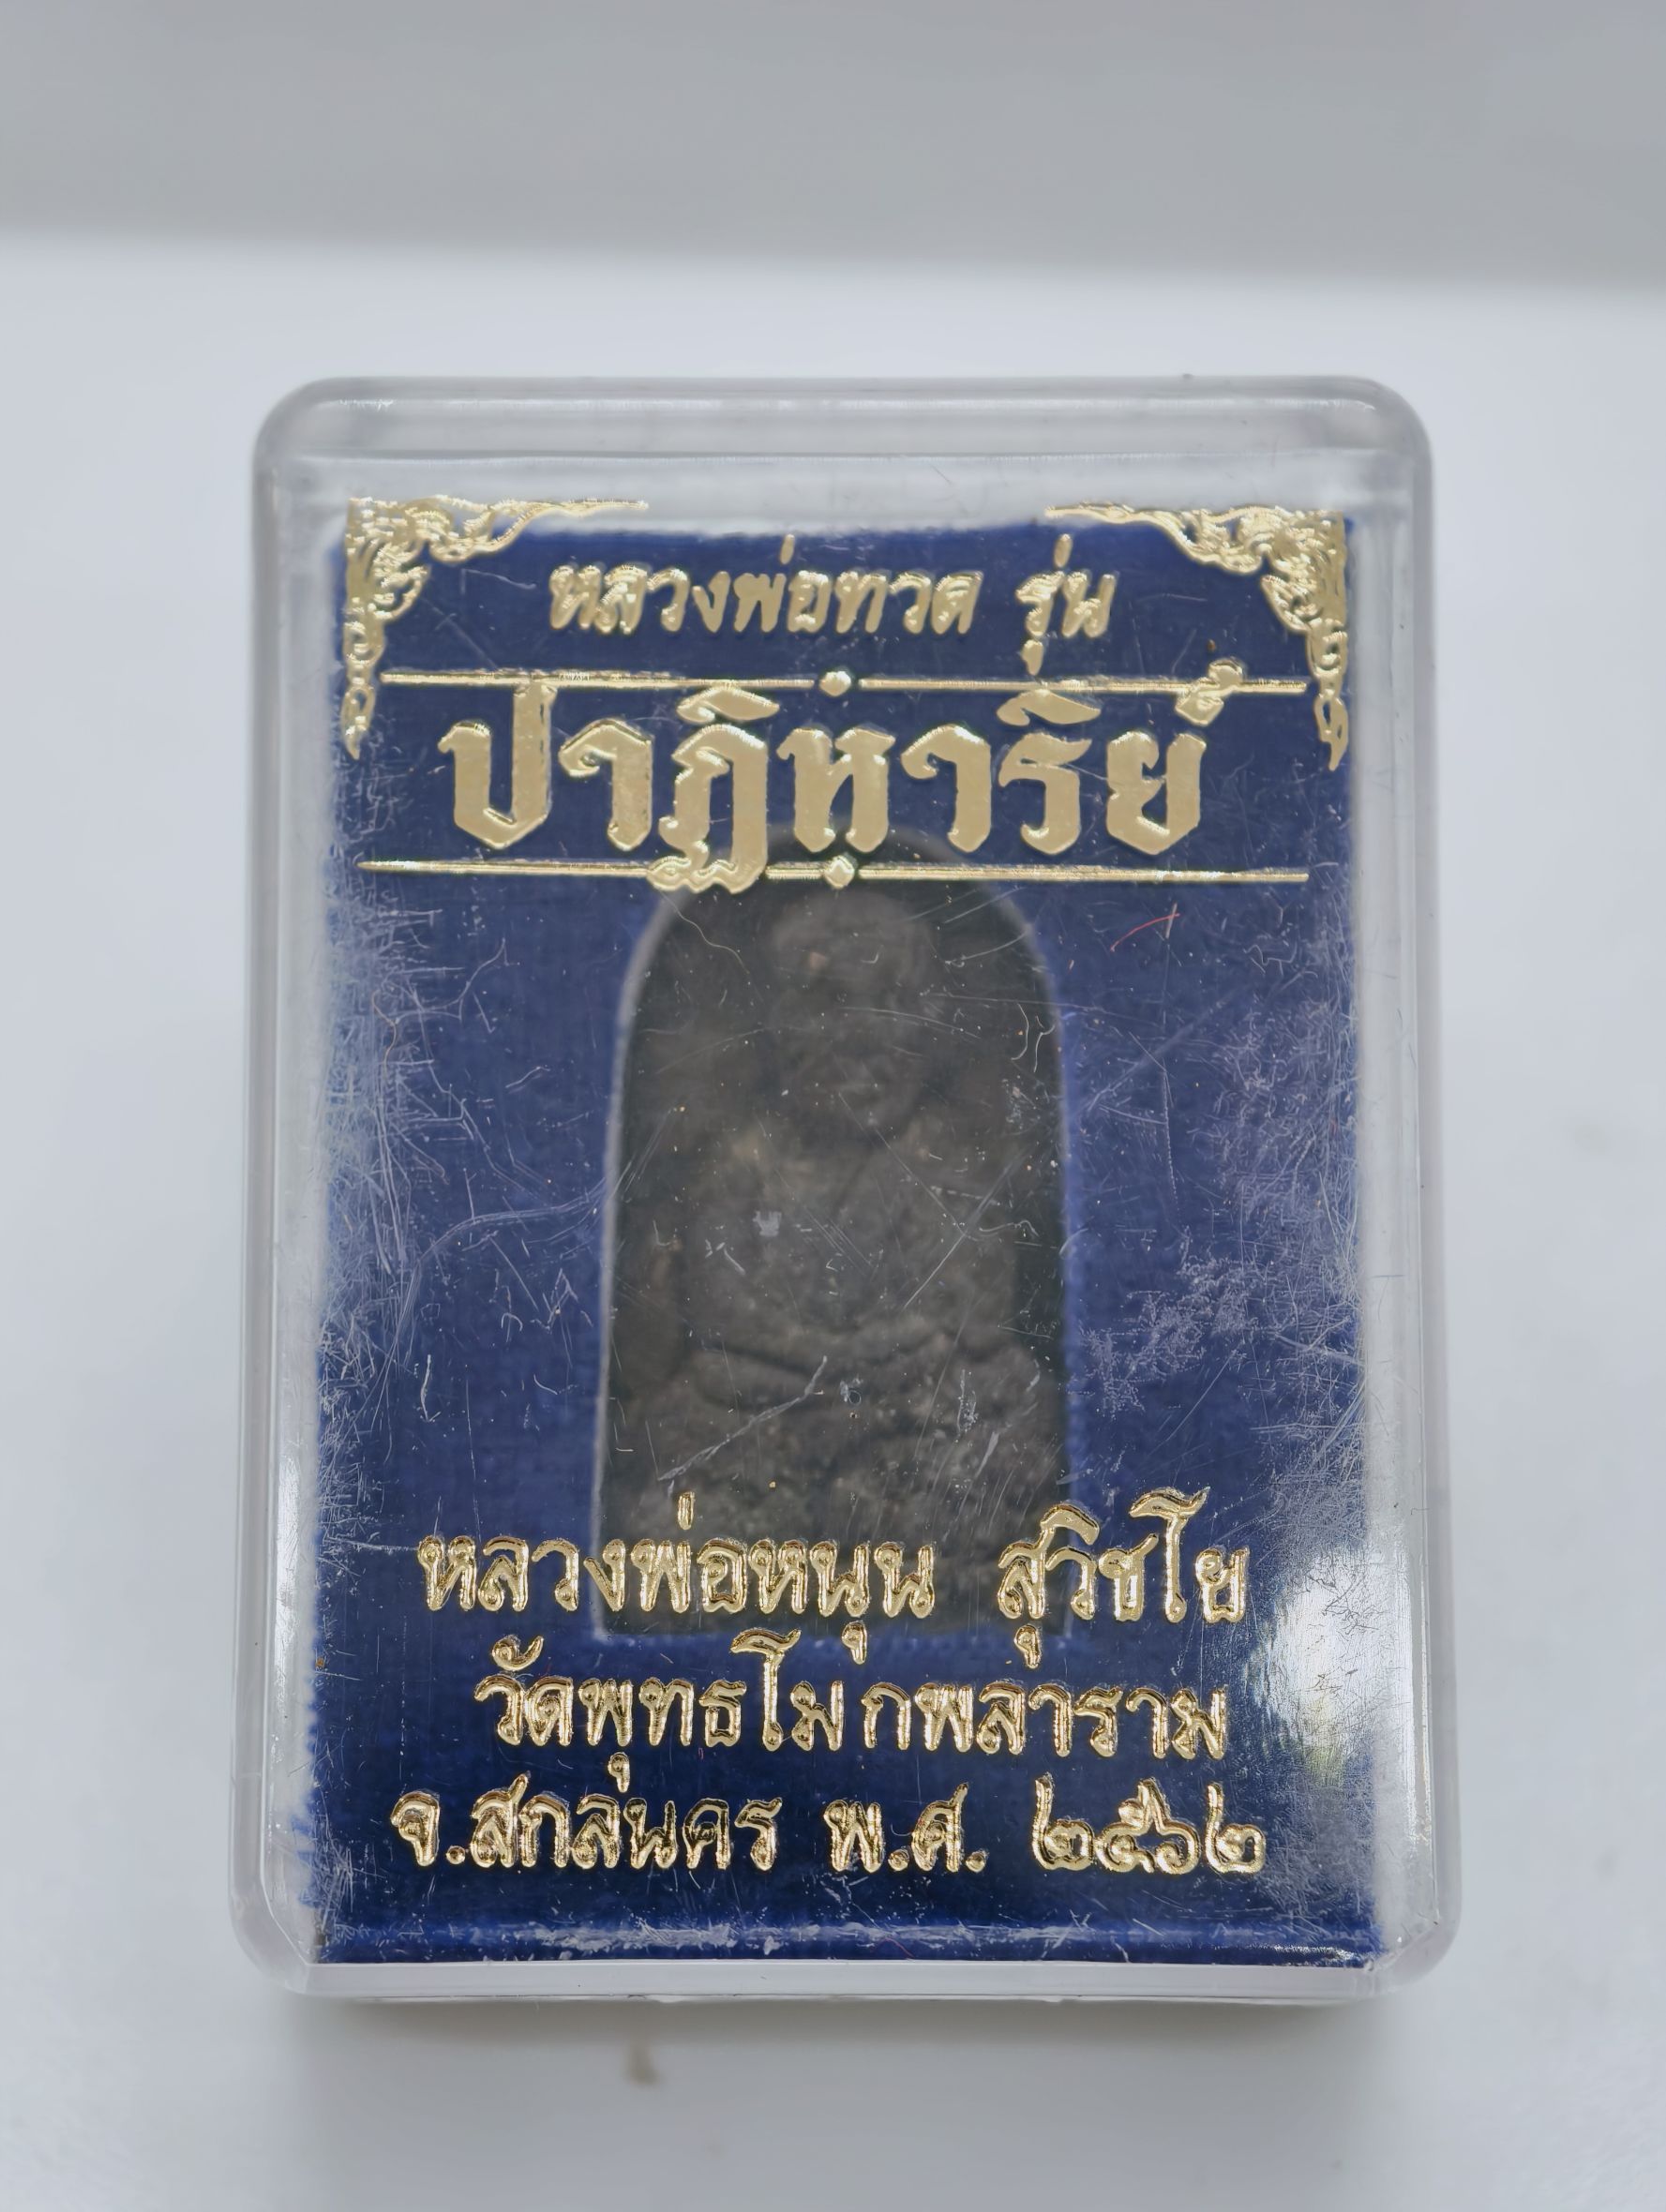 หลวงพ่อทวด รุ่น
ปาฏิหาริย์
หลวงพ่อหนุน สุวิชโย
วัดพุทธโมกพลาราม
จ.สกลนคร พ.ศ. ๒๕๖๒